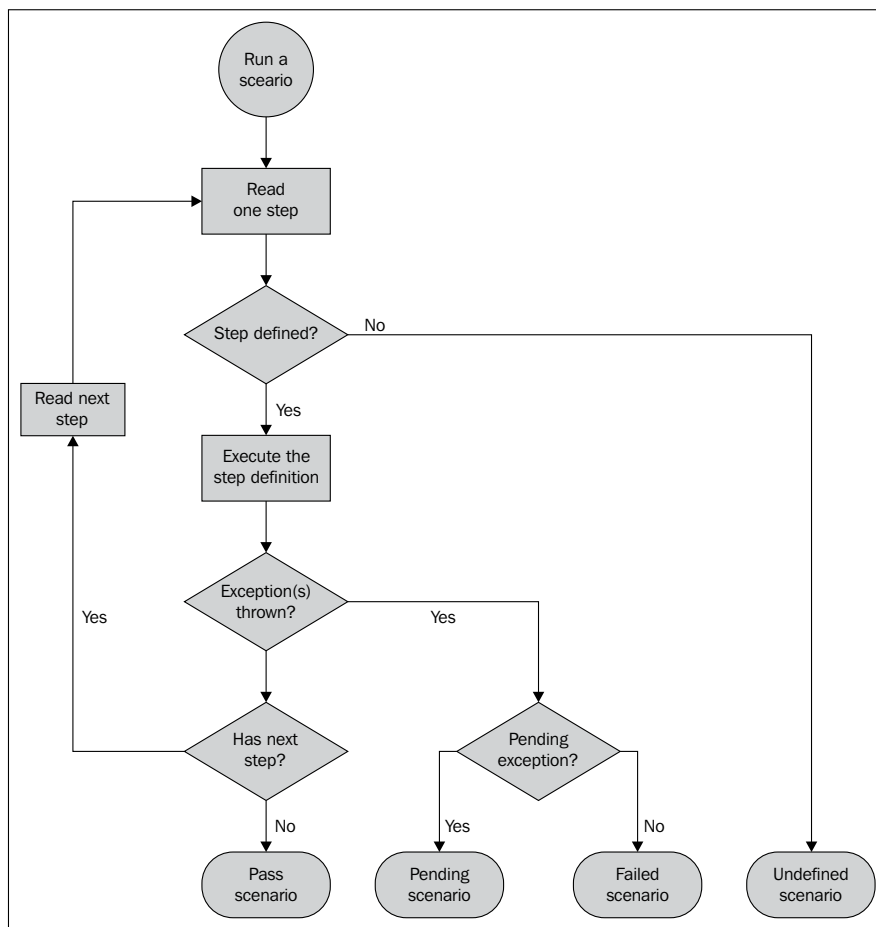 Run a
sceario
Read
one step
Step defined?
No
Read next
step
Yes
Execute the
step definition
Exception(s)
thrown?
Yes
Yes
Has next
step?
Pending
exception?
No
Yes
No
Pass
scenario
Pending
scenario
Failed
scenario
Undefined
scenario